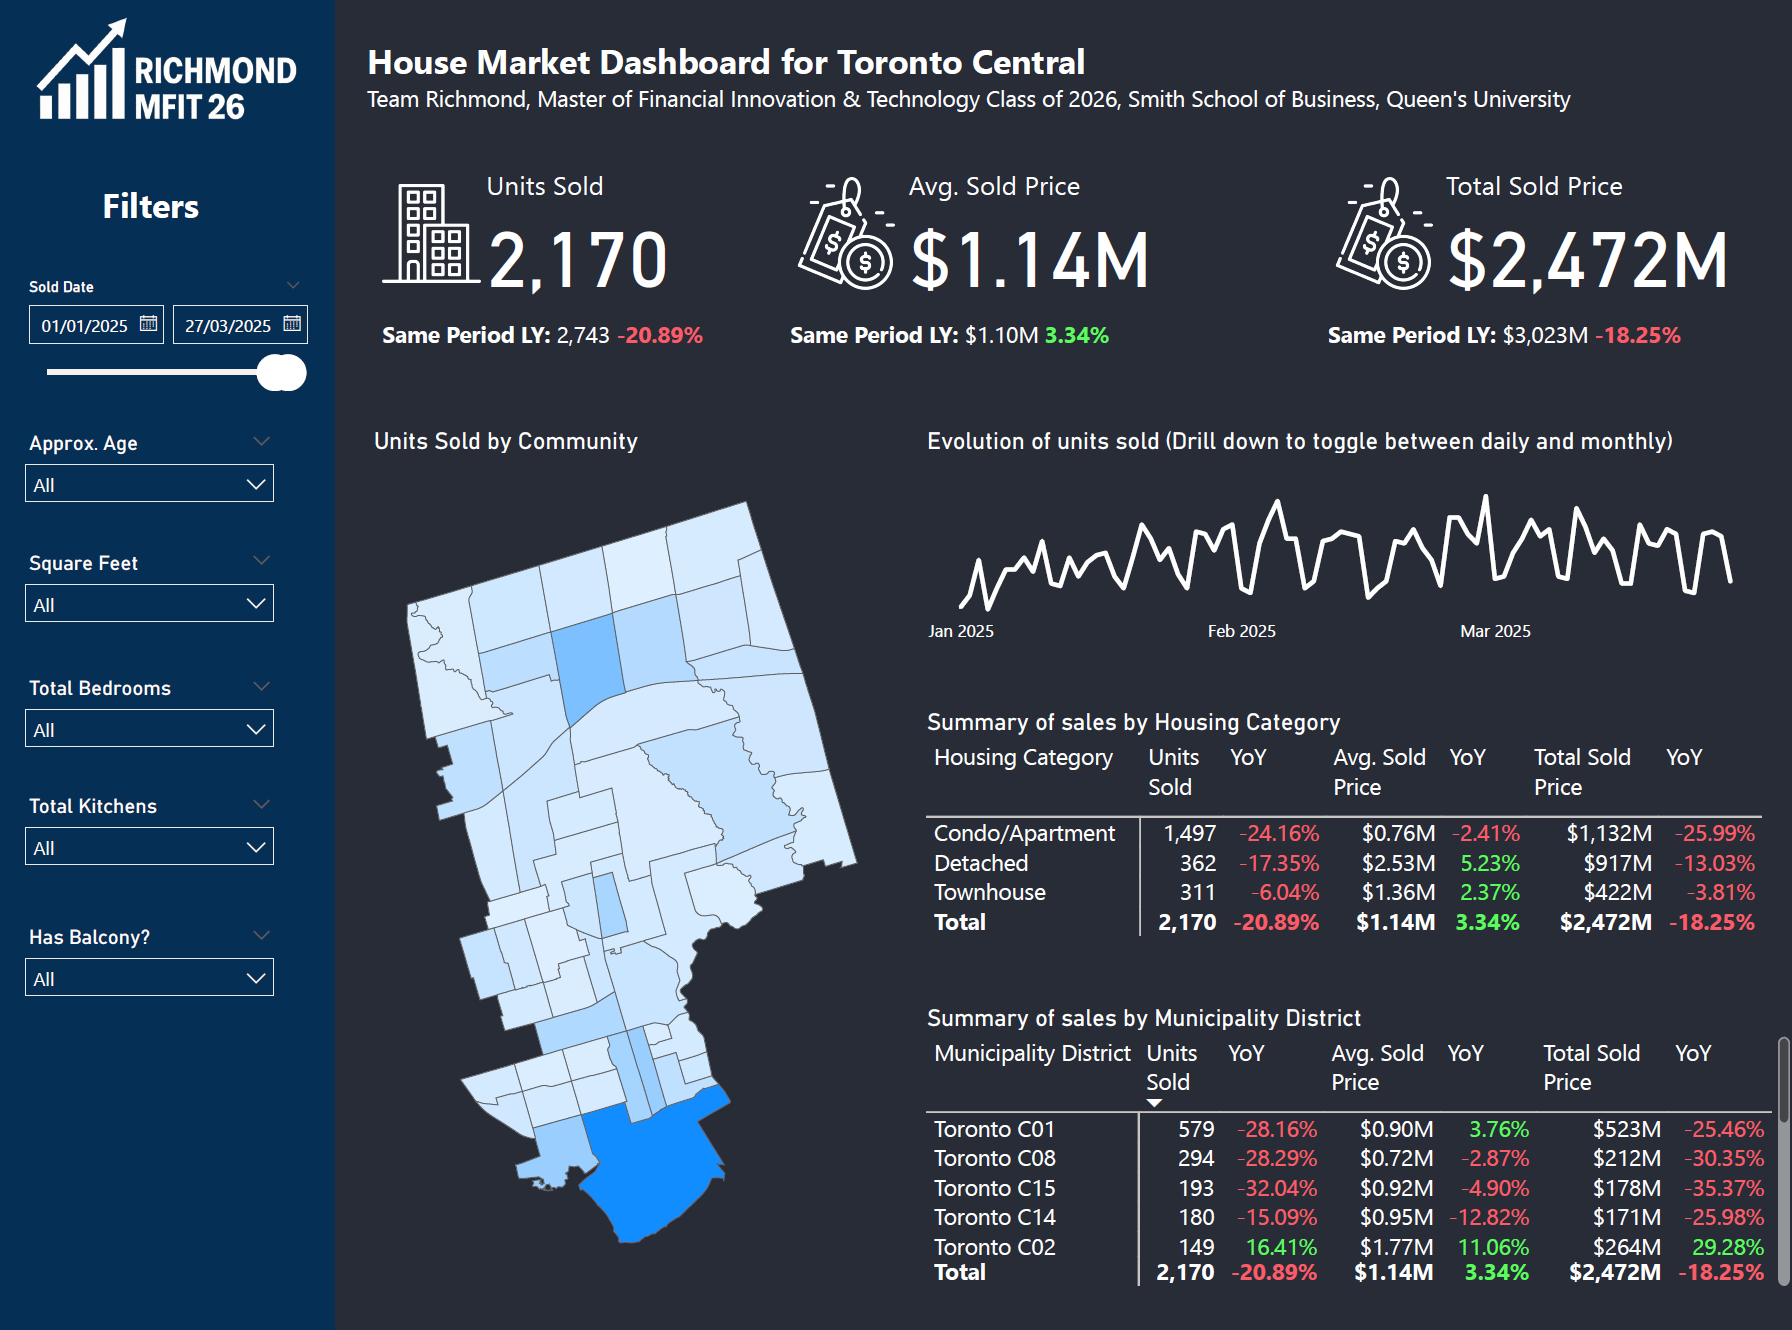 RICHMOND
MFIT 26
House Market Dashboard for Toronto Central
Team Richmond, Master of Financial Innovation & Technology Class of 2026, Smith School of Business, Queen's University
Filters
Sold Date
01/01/2025 27/03/2025
Approx. Age
All
Square Feet
All
Total Bedrooms
All
Total Kitchens
All
Has Balcony?
All
Units Sold
2,170
Same Period LY: 2,743 -20.89%
Avg. Sold Price
$1.14M
Same Period LY: $1.10M 3.34%
Total Sold Price
$2,472M
Same Period LY: $3,023M -18.25%
Units Sold by Community
Evolution of units sold (Drill down to toggle between daily and monthly)
Jan 2025 Feb 2025 Mar 2025
Summary of sales by Housing Category
Housing Category Units Sold YoY Avg. Sold Price YoY Total Sold Price YoY
Condo/Apartment 1,497 -24.16% $0.76M -2.41% $1,132M -25.99%
Detached 362 -17.35% $2.53M 5.23% $917M -13.03%
Townhouse 311 -6.04% $1.36M 2.37% $422M -3.81%
Total 2,170 -20.89% $1.14M 3.34% $2,472M -18.25%
Summary of sales by Municipality District
Municipality District Units Sold YoY Avg. Sold Price YoY Total Sold Price YoY
Toronto C01 579 -28.16% $0.90M 3.76% $523M -25.46%
Toronto C08 294 -28.29% $0.72M -2.87% $212M -30.35%
Toronto C15 193 -32.04% $0.92M -4.90% $178M -35.37%
Toronto C14 180 -15.09% $0.95M -12.82% $171M -25.98%
Toronto C02 149 16.41% $1.77M 11.06% $264M 29.28%
Total 2,170 -20.89% $1.14M 3.34% $2,472M -18.25%